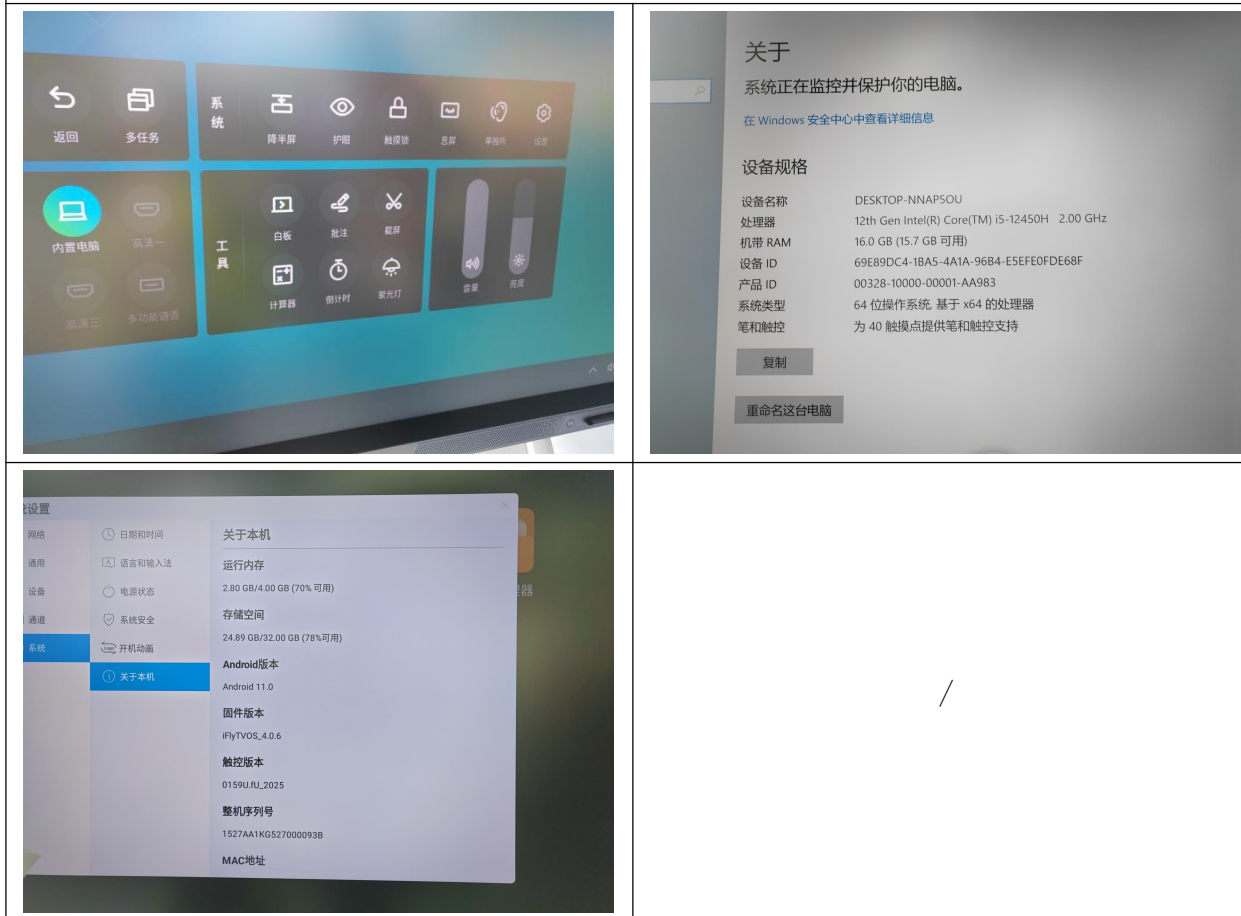 返回
多任务
系统
降半屏
护眼
触摸锁
息屏
单独听
设置
内置电脑
高清一
高清三
多功能通道
工具
白板
批注
截屏
计算器
倒计时
聚光灯
音量
亮度
关于
系统正在监控并保护你的电脑。
在 Windows 安全中心中查看详细信息
设备规格
设备名称 DESKTOP-NNAP5OU
处理器 12th Gen Intel(R) Core(TM) i5-12450H 2.00 GHz
机带 RAM 16.0 GB (15.7 GB 可用)
设备 ID 69E89DC4-1BA5-4A1A-96B4-E5EFE0FDE68F
产品 ID 00328-10000-00001-AA983
系统类型 64 位操作系统, 基于 x64 的处理器
笔和触控 为 40 触摸点提供笔和触控支持
复制
重命名这台电脑
设置
网络
通用
设备
通道
系统
日期和时间
语言和输入法
电源状态
系统安全
开机动画
关于本机
关于本机
运行内存
2.80 GB/4.00 GB (70% 可用)
存储空间
24.89 GB/32.00 GB (78%可用)
Android版本
Android 11.0
固件版本
iFlyTVOS_4.0.6
触控版本
0159U.fU_2025
整机序列号
1527AA1KG527000093B
MAC地址
器
/